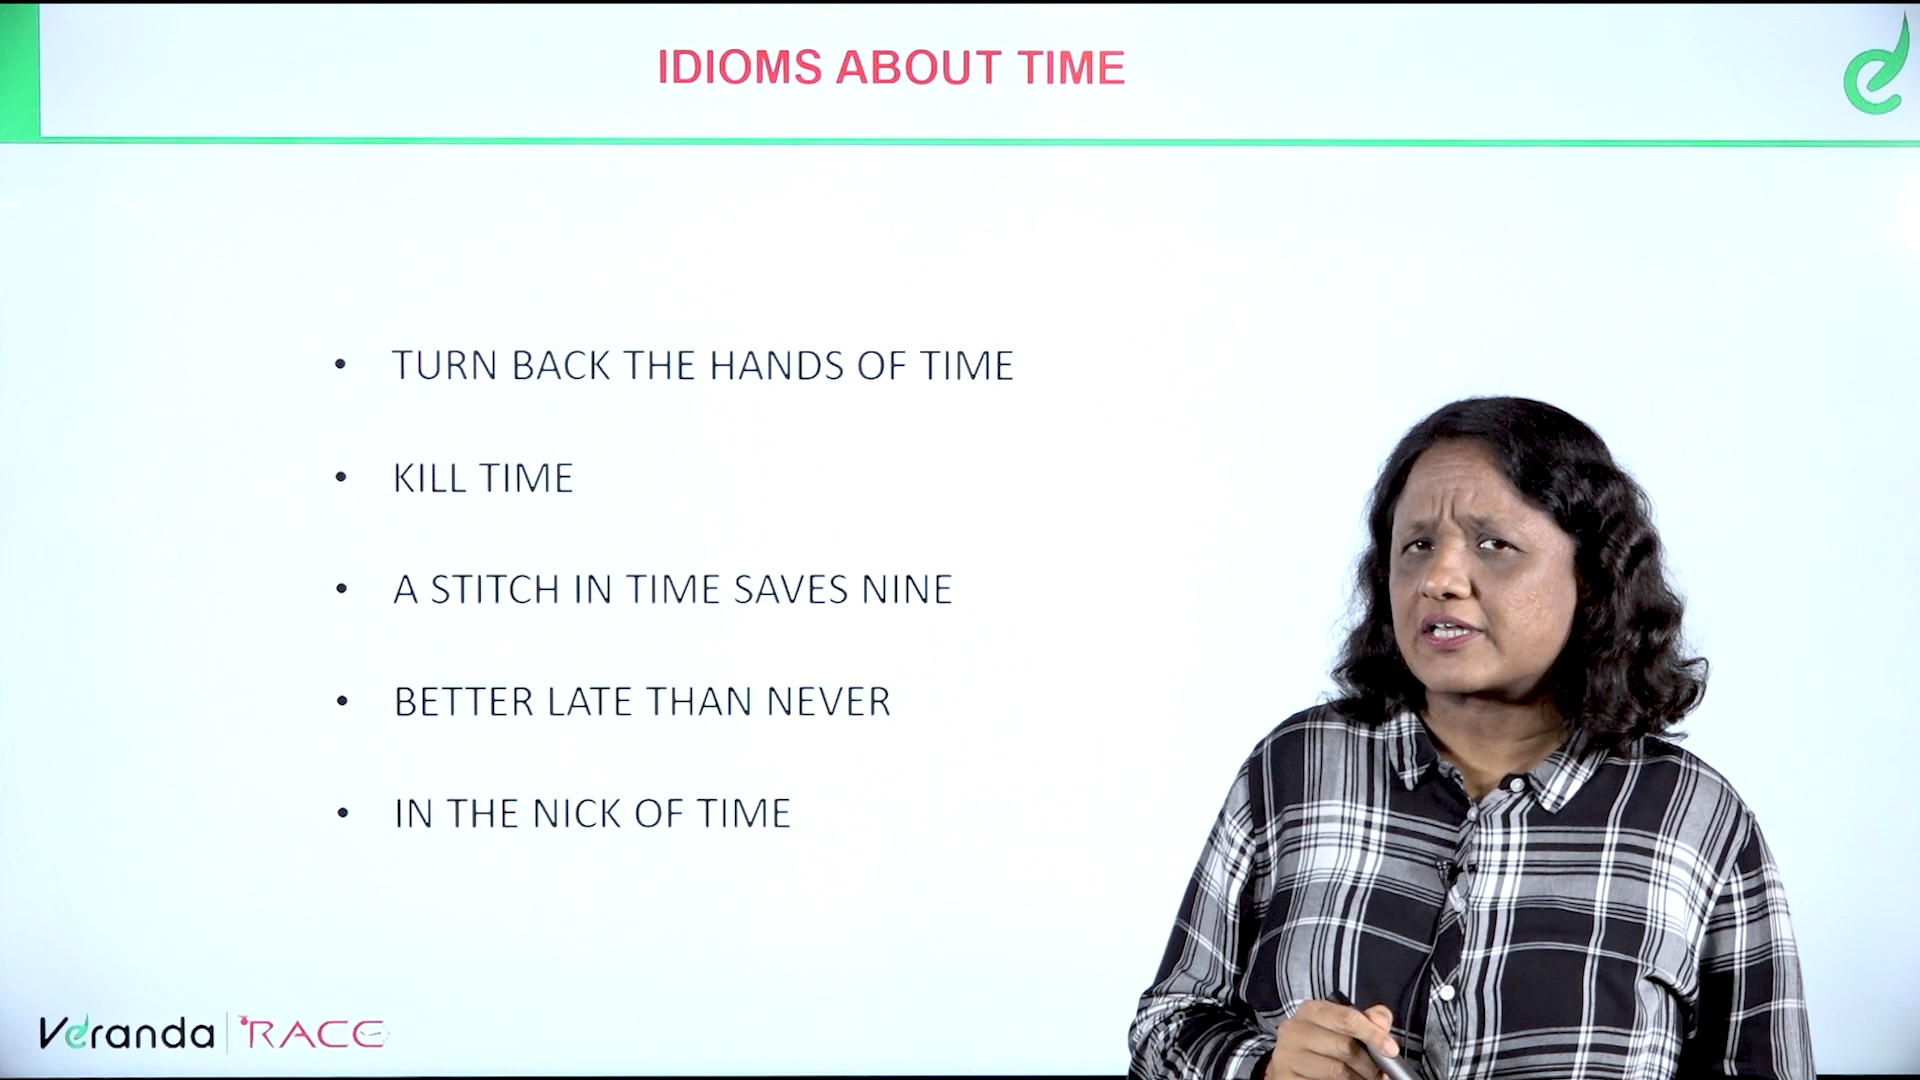 IDIOMS ABOUT TIME
• TURN BACK THE HANDS OF TIME
• KILL TIME
• A STITCH IN TIME SAVES NINE
• BETTER LATE THAN NEVER
• IN THE NICK OF TIME
Veranda RACE